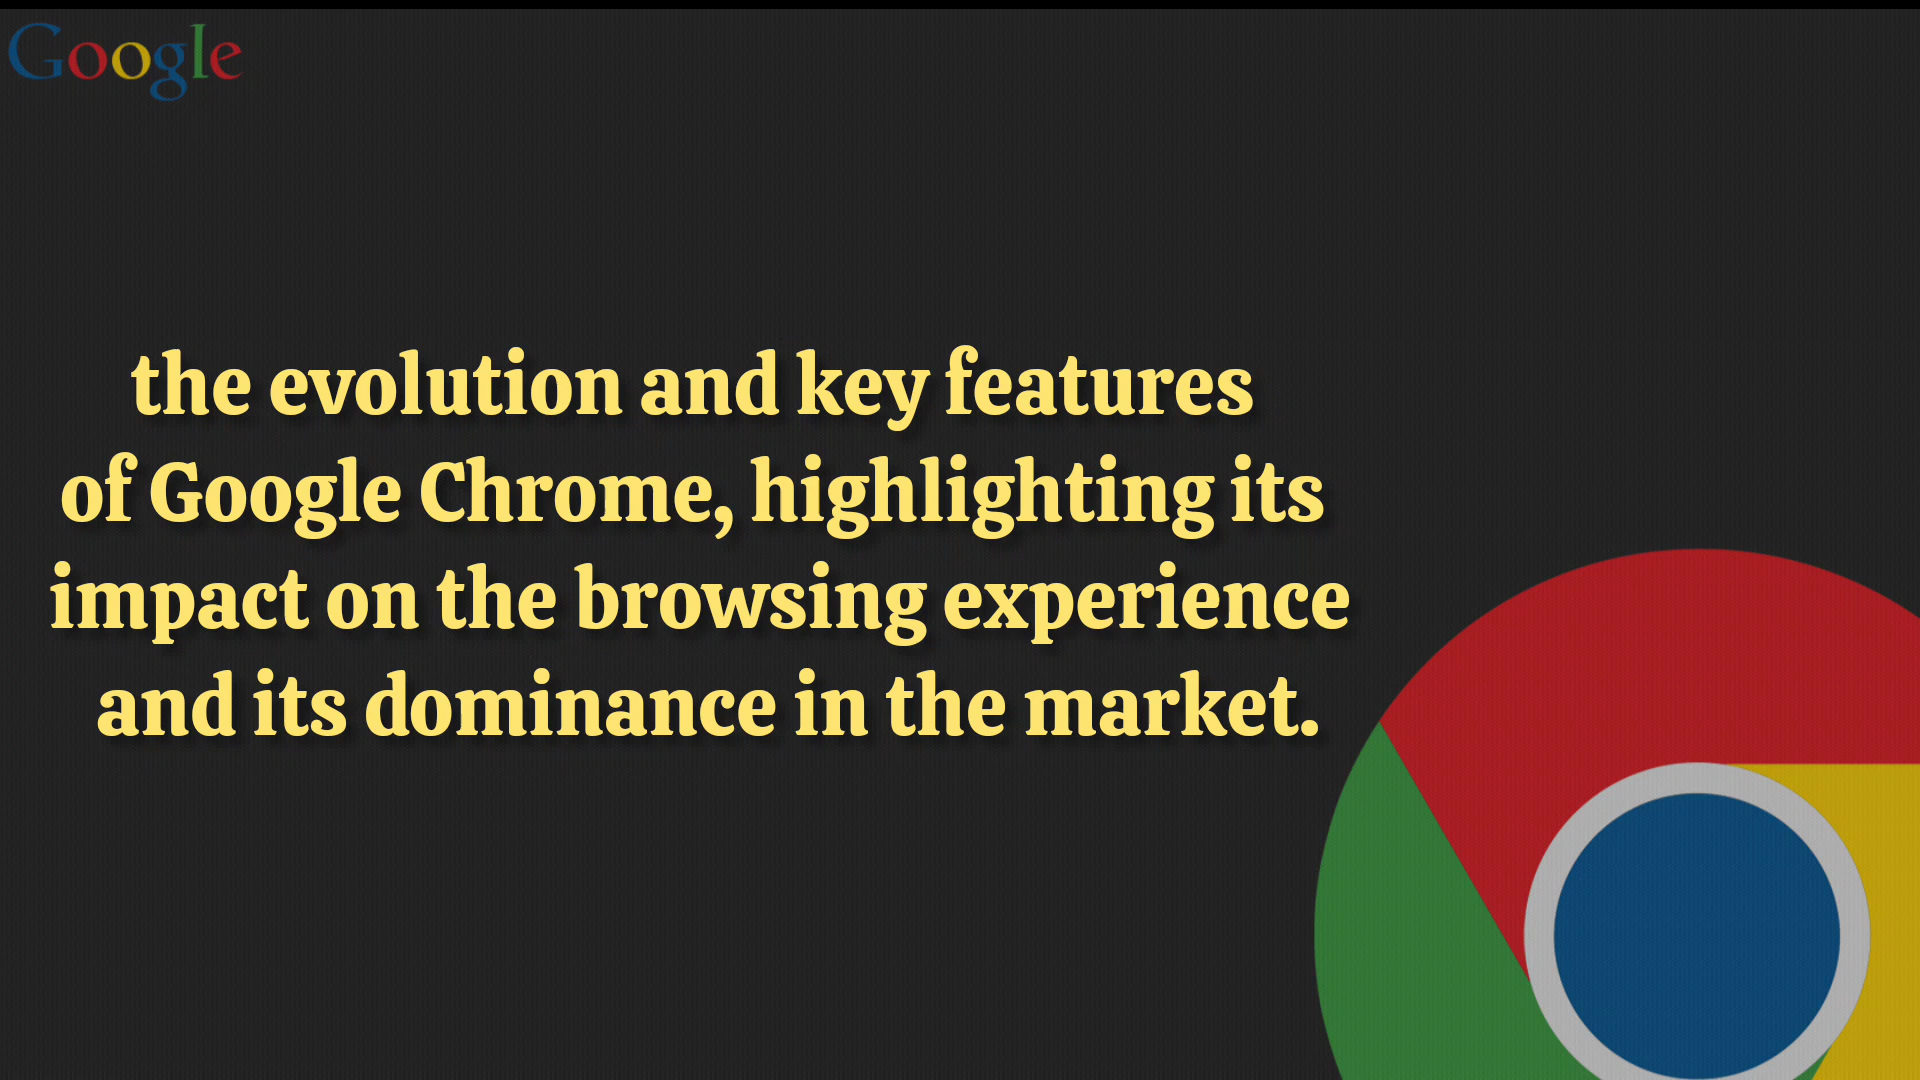 Google
the evolution and key features
of Google Chrome, highlighting its
impact on the browsing experience
and its dominance in the market.